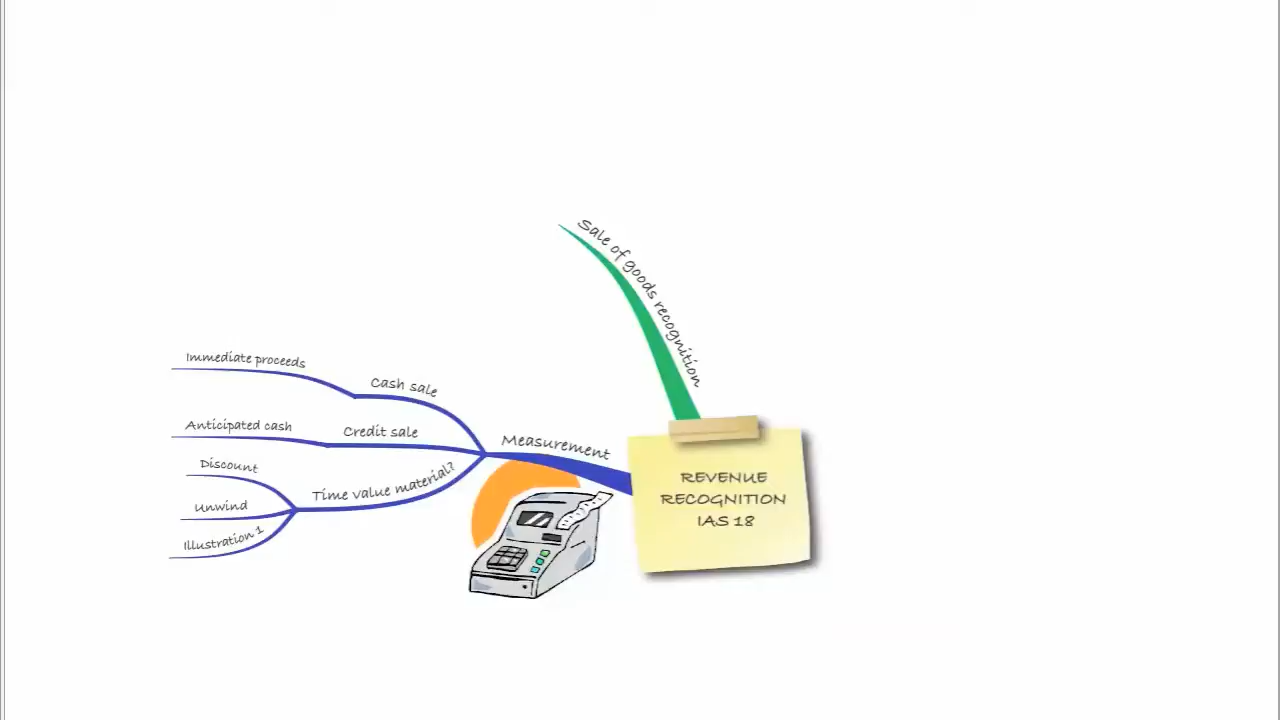 Sale of goods recognition
Immediate proceeds
Cash sale
Anticipated cash
Credit sale
Measurement
Discount
Time value material?
Unwind
Illustration 1
REVENUE
RECOGNITION
IAS 18